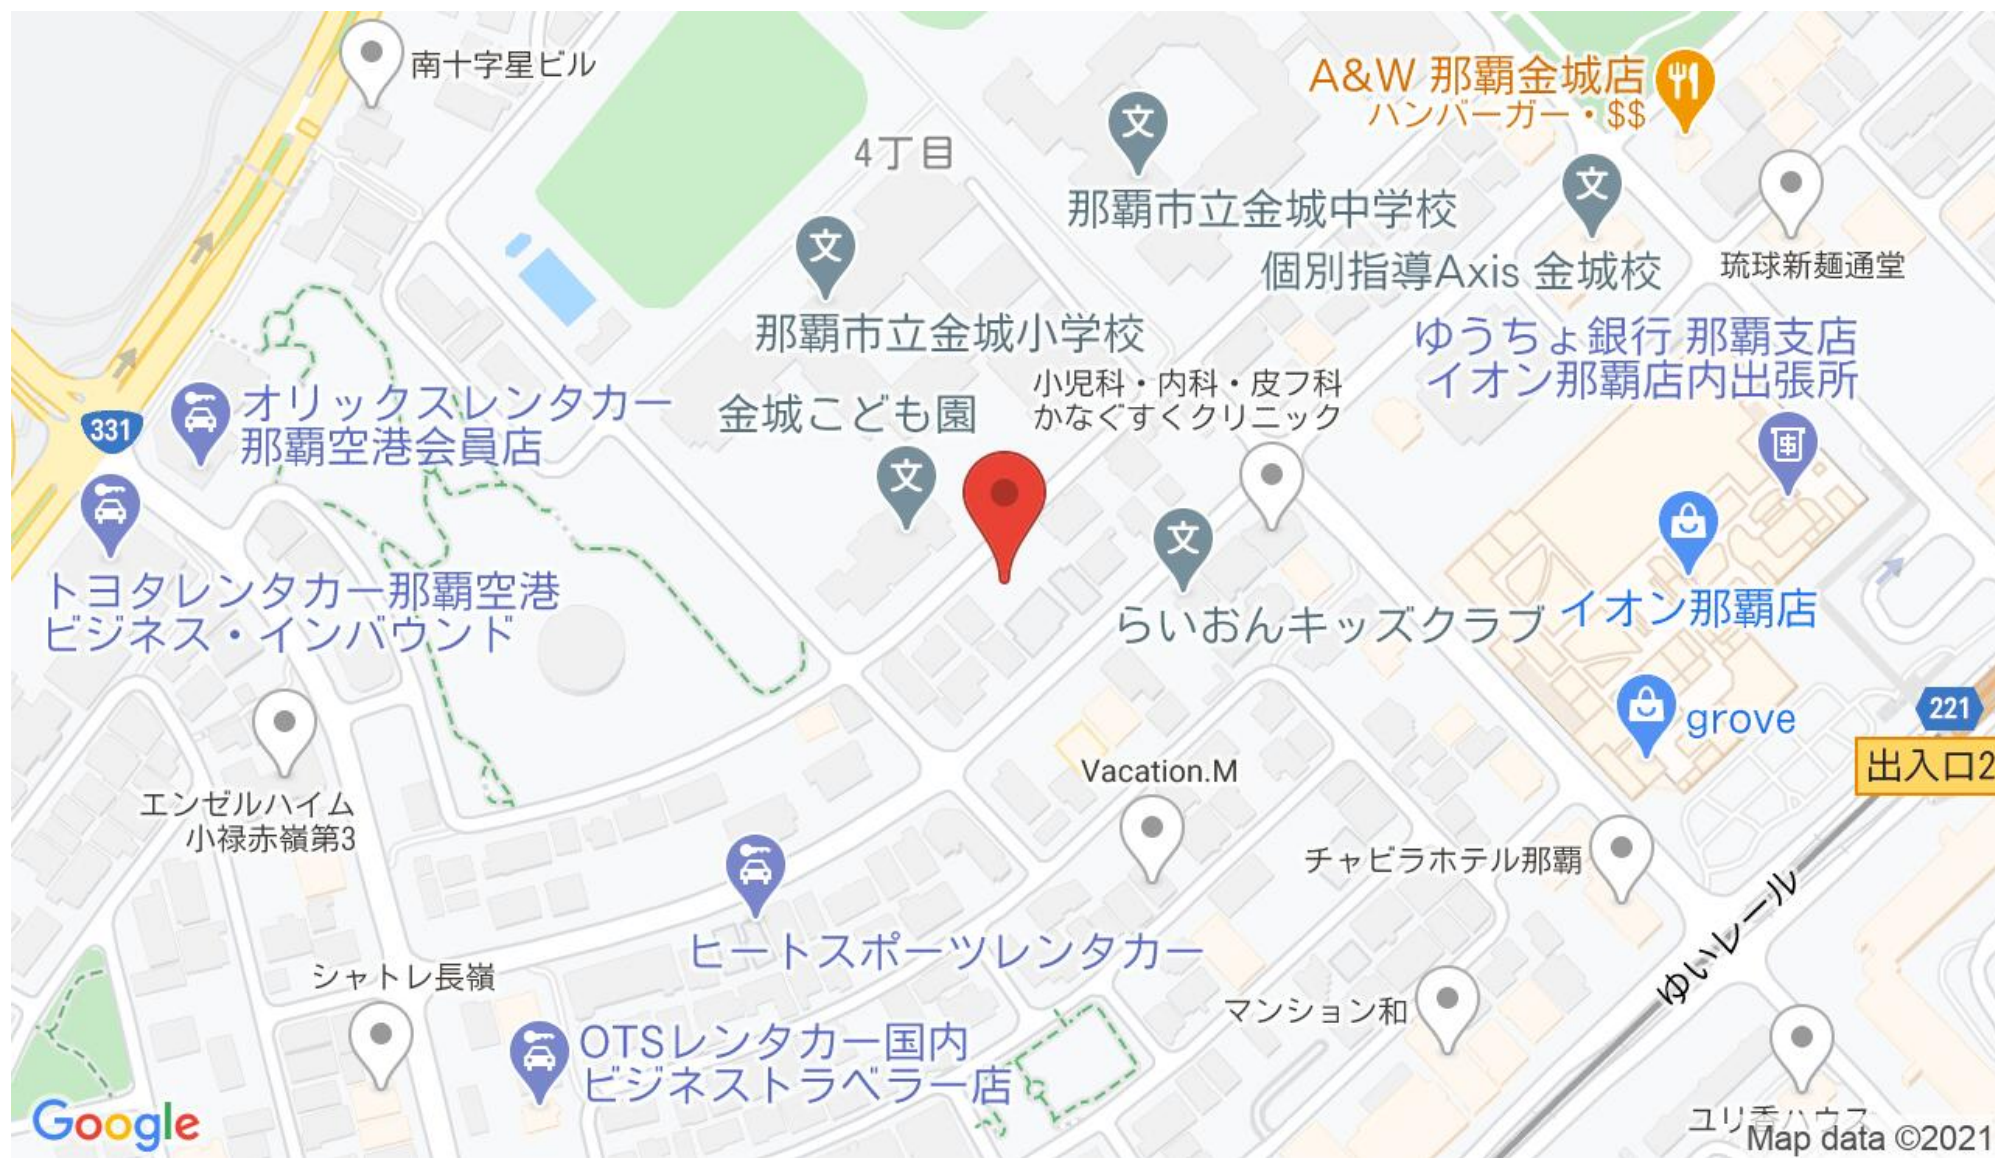 南十字星ビル
A&W 那覇金城店
ハンバーガー・$$
4丁目
那覇市立金城中学校
個別指導Axis 金城校
琉球新麺通堂
那覇市立金城小学校
ゆうちょ銀行 那覇支店
イオン那覇店内出張所
小児科・内科・皮フ科
かなぐすくクリニック
オリックスレンタカー
那覇空港会員店
金城こども園
331
トヨタレンタカー那覇空港
ビジネス・インバウンド
らいおんキッズクラブ
イオン那覇店
grove
221
出入口2
Vacation.M
エンゼルハイム
小禄赤嶺第3
チャビラホテル那覇
ゆいレール
ヒートスポーツレンタカー
シャトレ長嶺
マンション和
OTSレンタカー国内
ビジネストラベラー店
ユリ香ハウス
Google
Map data ©2021